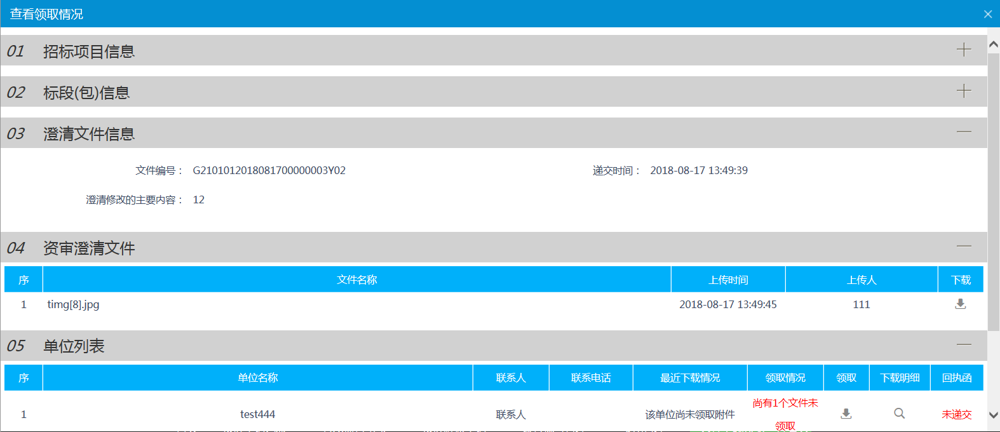 查看领取情况
01 招标项目信息
02 标段(包)信息
03 澄清文件信息
文件编号： G2101012018081700000003Y02 递交时间： 2018-08-17 13:49:39
澄清修改的主要内容： 12
04 资审澄清文件
序 文件名称 上传时间 上传人 下载
1 timg[8].jpg 2018-08-17 13:49:45 111
05 单位列表
序 单位名称 联系人 联系电话 最近下载情况 领取情况 领取 下载明细 回执函
1 test444 联系人 该单位尚未领取附件 尚有1个文件未 未递交
领取